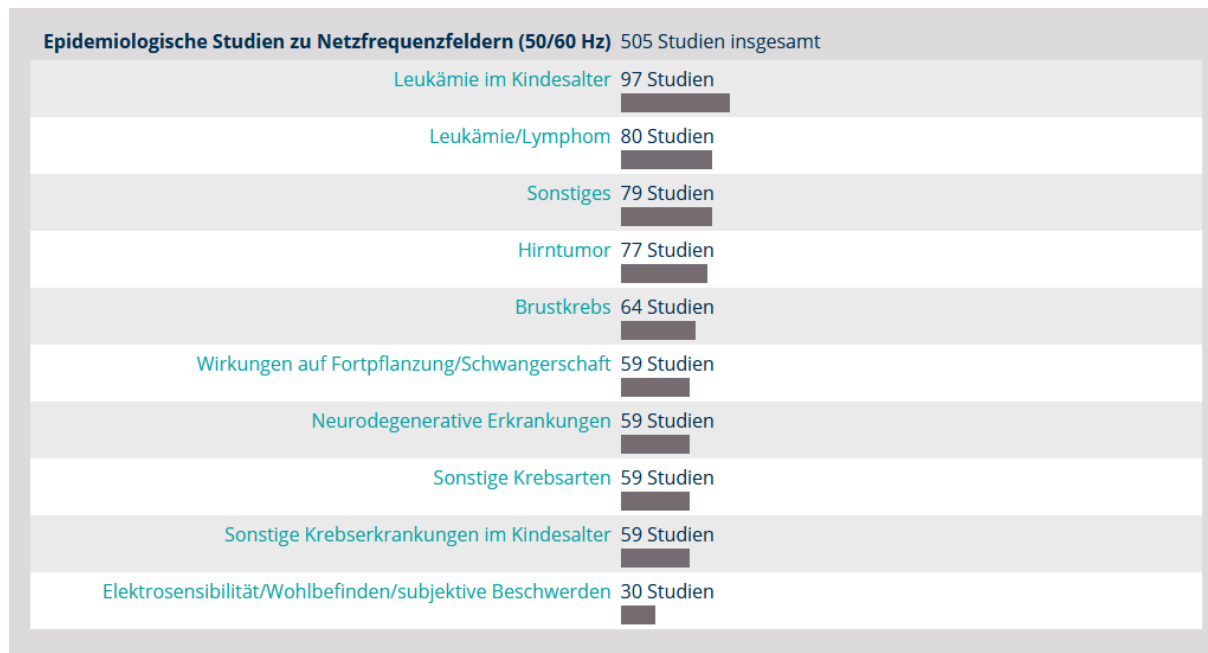 Epidemiologische Studien zu Netzfrequenzfeldern (50/60 Hz) 505 Studien insgesamt
Leukämie im Kindesalter 97 Studien
Leukämie/Lymphom 80 Studien
Sonstiges 79 Studien
Hirntumor 77 Studien
Brustkrebs 64 Studien
Wirkungen auf Fortpflanzung/Schwangerschaft 59 Studien
Neurodegenerative Erkrankungen 59 Studien
Sonstige Krebsarten 59 Studien
Sonstige Krebserkrankungen im Kindesalter 59 Studien
Elektrosensibilität/Wohlbefinden/subjektive Beschwerden 30 Studien